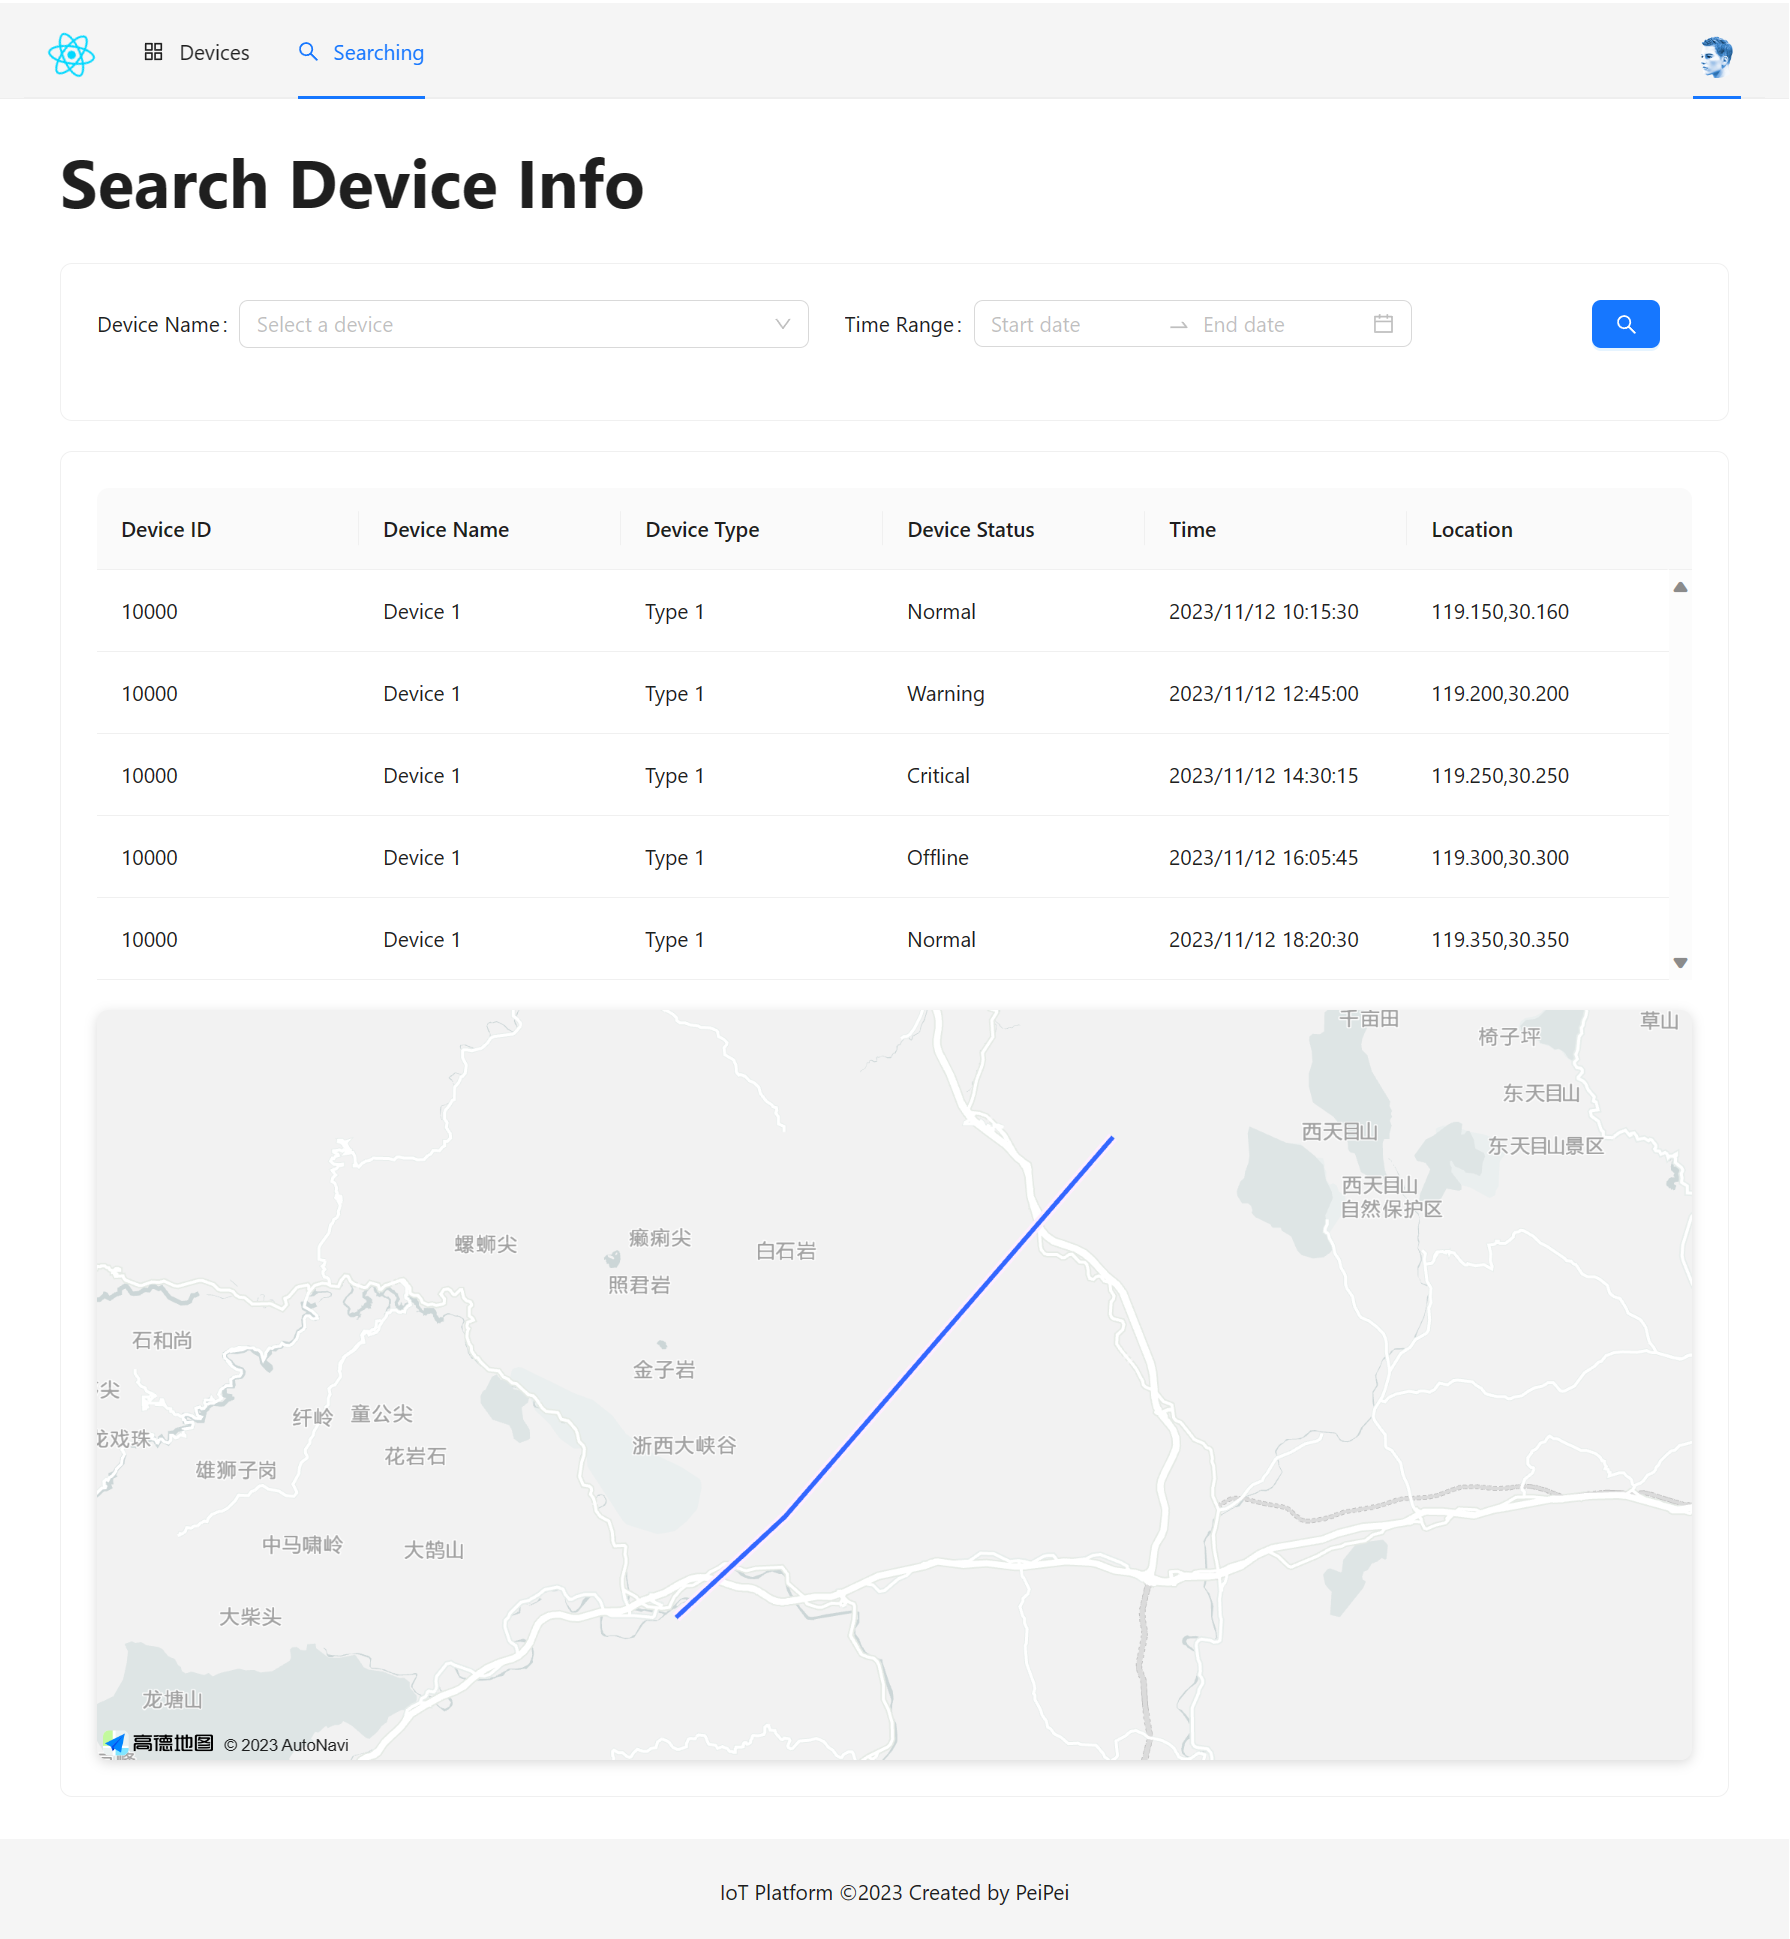 Devices
Searching
Search Device Info
Device Name:
Select a device
Time Range:
Start date
End date
Device ID Device Name Device Type Device Status Time Location
10000 Device 1 Type 1 Normal 2023/11/12 10:15:30 119.150,30.160
10000 Device 1 Type 1 Warning 2023/11/12 12:45:00 119.200,30.200
10000 Device 1 Type 1 Critical 2023/11/12 14:30:15 119.250,30.250
10000 Device 1 Type 1 Offline 2023/11/12 16:05:45 119.300,30.300
10000 Device 1 Type 1 Normal 2023/11/12 18:20:30 119.350,30.350
千亩田
草山
椅子坪
东天目山
西天目山
东天目山景区
西天目山
自然保护区
螺蛳尖
癞痢尖
白石岩
照君岩
石和尚
金子岩
尖
纤岭
童公尖
龙戏珠
浙西大峡谷
花岩石
雄狮子岗
中马啸岭
大鹄山
大柴头
龙塘山
高德地图 © 2023 AutoNavi
IoT Platform ©2023 Created by PeiPei